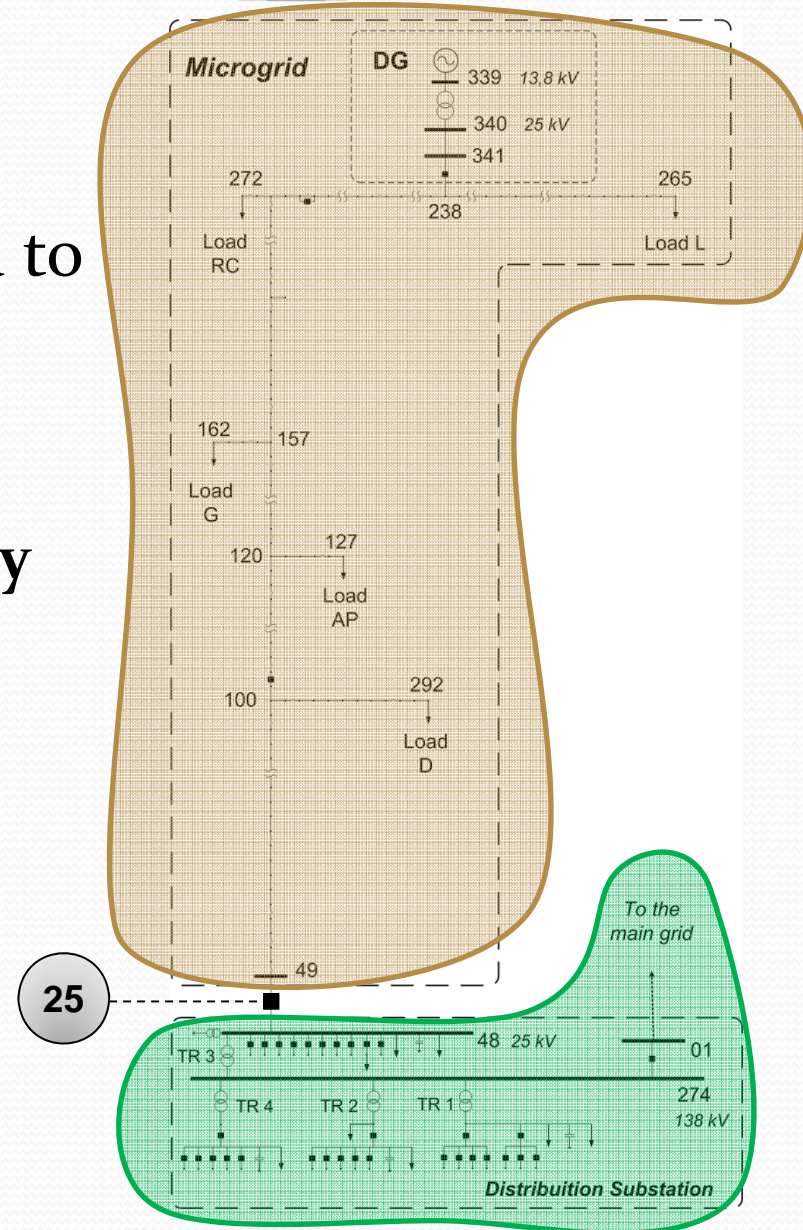 Microgrid
DG
339 13,8 kV
340 25 kV
341
272
265
238
Load
RC
Load L
to
162
157
Load
G
y
120
127
Load
AP
100
292
Load
D
To the
main grid
49
25
48 25 kV
01
TR 3
274
138 kV
TR 4
TR 2
TR 1
Distribuition Substation